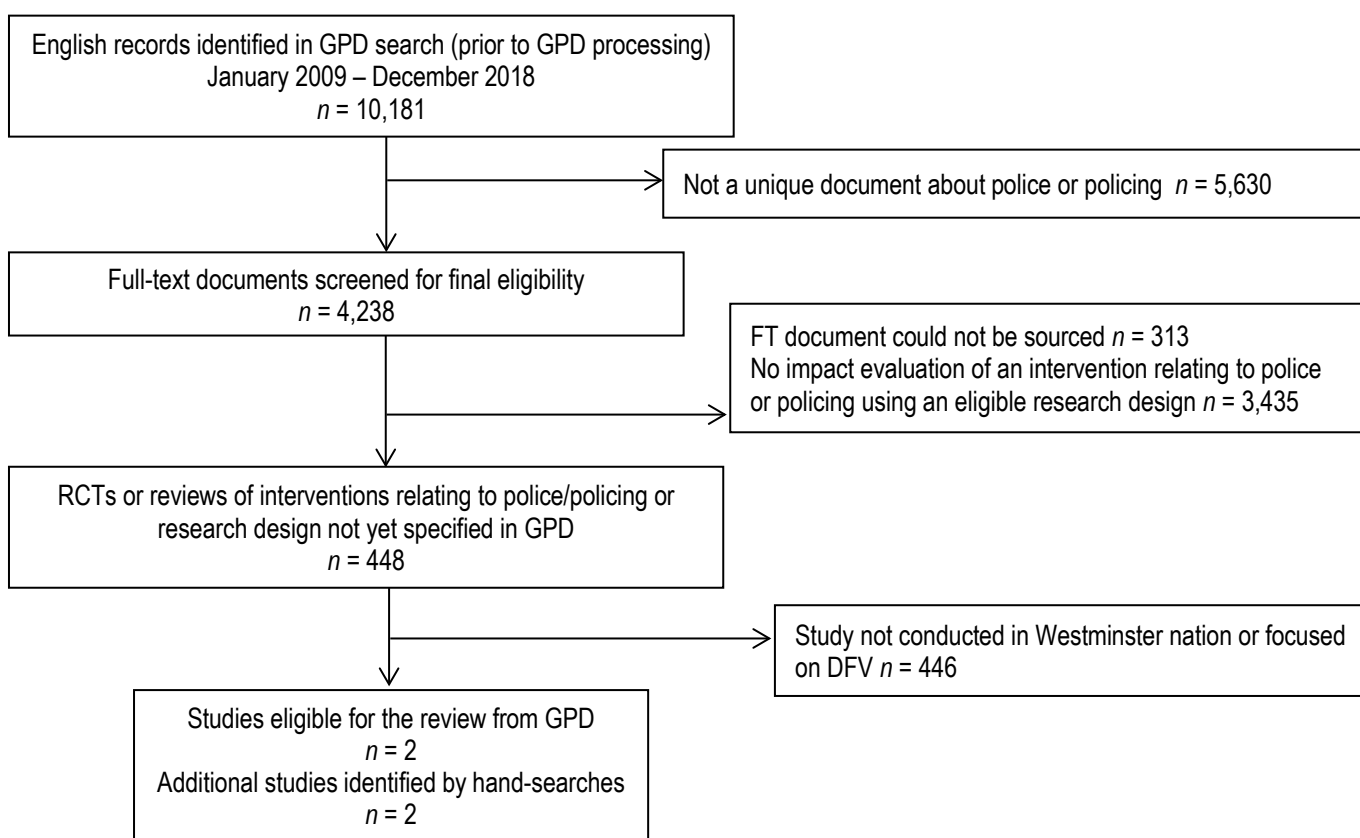 English records identified in GPD search (prior to GPD processing)
January 2009 – December 2018
n = 10,181
Not a unique document about police or policing n = 5,630
Full-text documents screened for final eligibility
n = 4,238
FT document could not be sourced n = 313
No impact evaluation of an intervention relating to police
or policing using an eligible research design n = 3,435
RCTs or reviews of interventions relating to police/policing or
research design not yet specified in GPD
n = 448
Study not conducted in Westminster nation or focused
on DFV n = 446
Studies eligible for the review from GPD
n = 2
Additional studies identified by hand-searches
n = 2